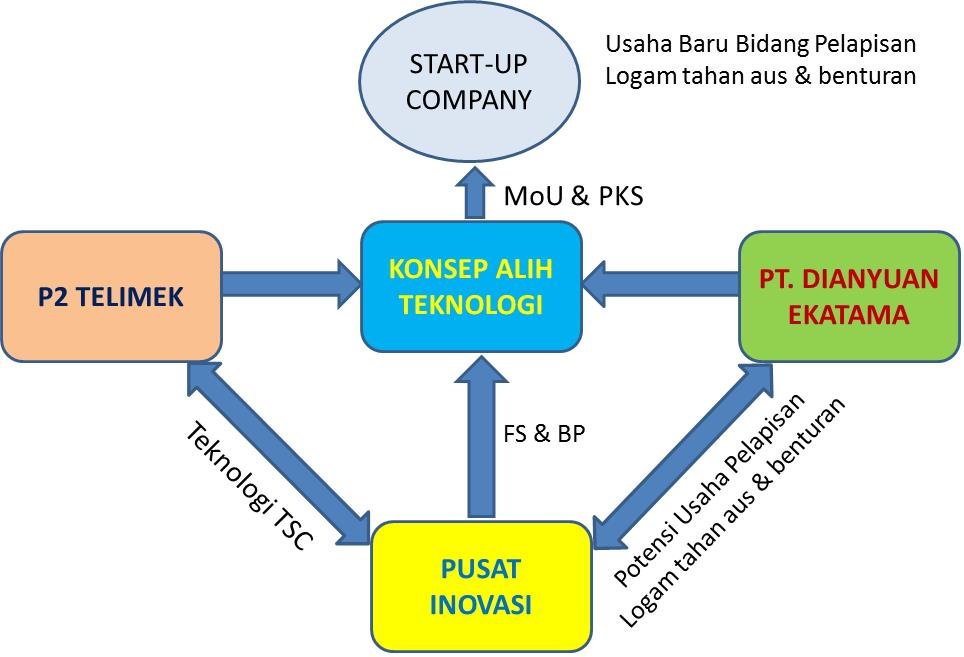 START-UP
COMPANY
Usaha Baru Bidang Pelapisan
Logam tahan aus & benturan
MoU & PKS
P2 TELIMEK
KONSEP ALIH
TEKNOLOGI
PT. DIANYUAN
EKATAMA
FS & BP
Teknologi TSC
Potensi Usaha Pelapisan
Logam tahan aus & benturan
PUSAT
INOVASI